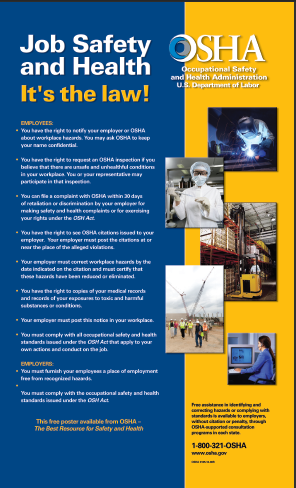 Job Safety
and Health
It's the law!
OSHA
Occupational Safety
and Health Administration
U.S. Department of Labor
EMPLOYEES:
• You have the right to notify your employer or OSHA
about workplace hazards. You may ask OSHA to keep
your name confidential.
• You have the right to request an OSHA inspection if you
believe that there are unsafe and unhealthful conditions
in your workplace. You or your representative may
participate in that inspection.
• You can file a complaint with OSHA within 30 days
of retaliation or discrimination by your employer for
making safety and health complaints or for exercising
your rights under the OSH Act.
• You have the right to see OSHA citations issued to your
employer. Your employer must post the citations at or
near the place of the alleged violations.
• Your employer must correct workplace hazards by the
date indicated on the citation and must certify that
these hazards have been reduced or eliminated.
• You have the right to copies of your medical records
and records of your exposures to toxic and harmful
substances or conditions.
• Your employer must post this notice in your workplace.
• You must comply with all occupational safety and health
standards issued under the OSH Act that apply to your
own actions and conduct on the job.
EMPLOYERS:
• You must furnish your employees a place of employment
free from recognized hazards.
• You must comply with the occupational safety and health
standards issued under the OSH Act.
This free poster available from OSHA –
The Best Resource for Safety and Health
Free assistance in identifying and
correcting hazards or complying with
standards is available to employers,
without citation or penalty, through
OSHA-supported consultation
programs in each state.
1-800-321-OSHA
www.osha.gov